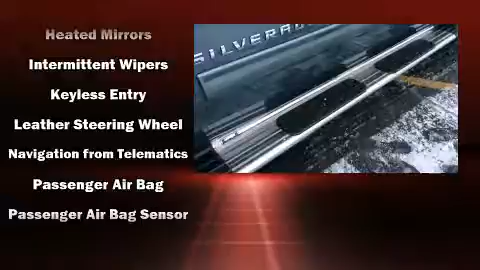 Heated Mirrors
Intermittent Wipers
Keyless Entry
Leather Steering Wheel
Navigation from Telematics
Passenger Air Bag
Passenger Air Bag Sensor